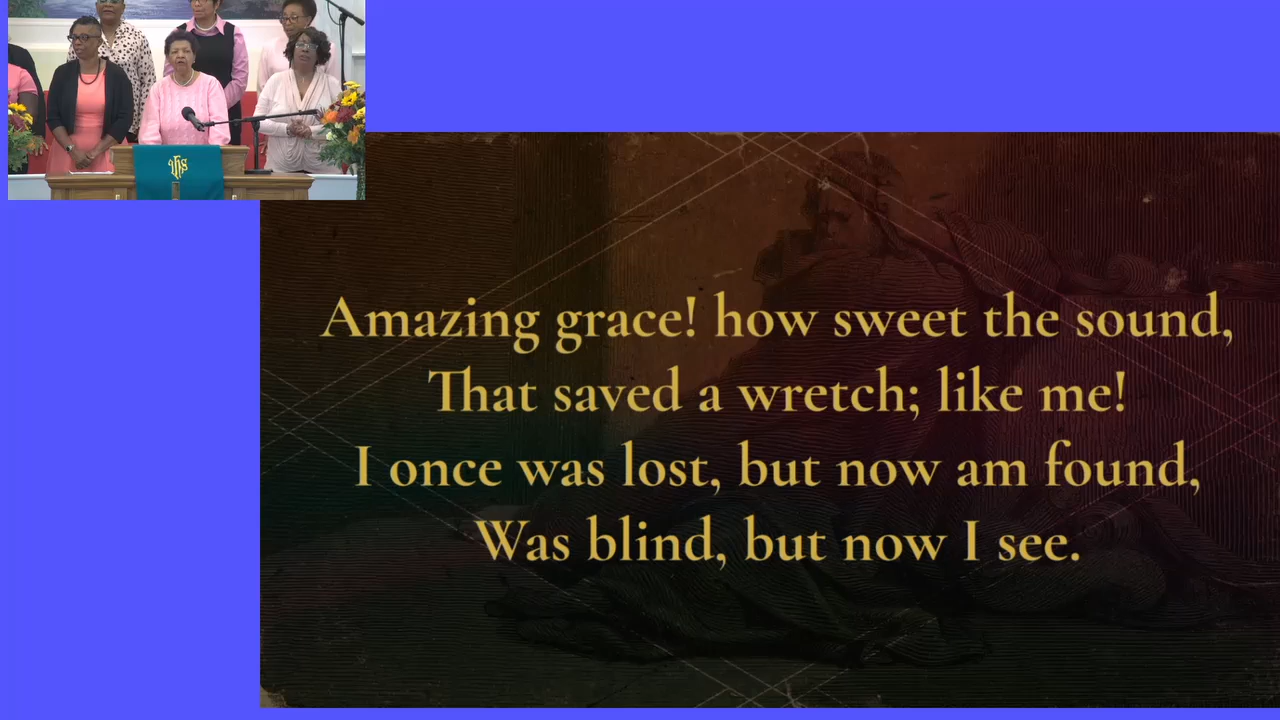 IHS
Amazing grace! how sweet the sound,
That saved a wretch; like me!
I once was lost, but now am found,
Was blind, but now I see.